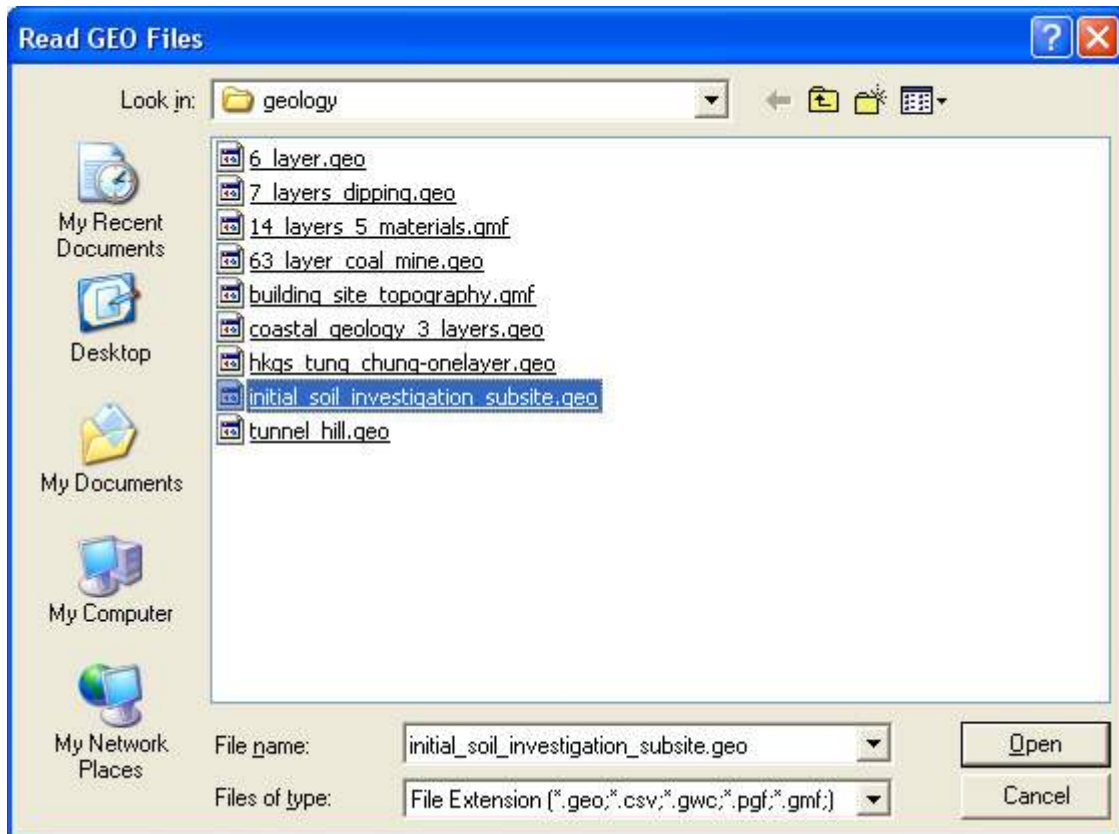 Read GEO Files
Look in: geology
6_layer.geo
7_layers_dipping.geo
14_layers_5_materials.gmf
63_layer_coal_mine.geo
building_site_topography.gmf
coastal_geology_3_layers.geo
hkgs_tung_chung-onelayer.geo
initial_soil_investigation_subsite.geo
tunnel_hill.geo
My Recent
Documents
Desktop
My Documents
My Computer
My Network
Places
File name: initial_soil_investigation_subsite.geo Open
Files of type: File Extension (*.geo;*.csv;*.gwc;*.pgf;*.gmf;) Cancel